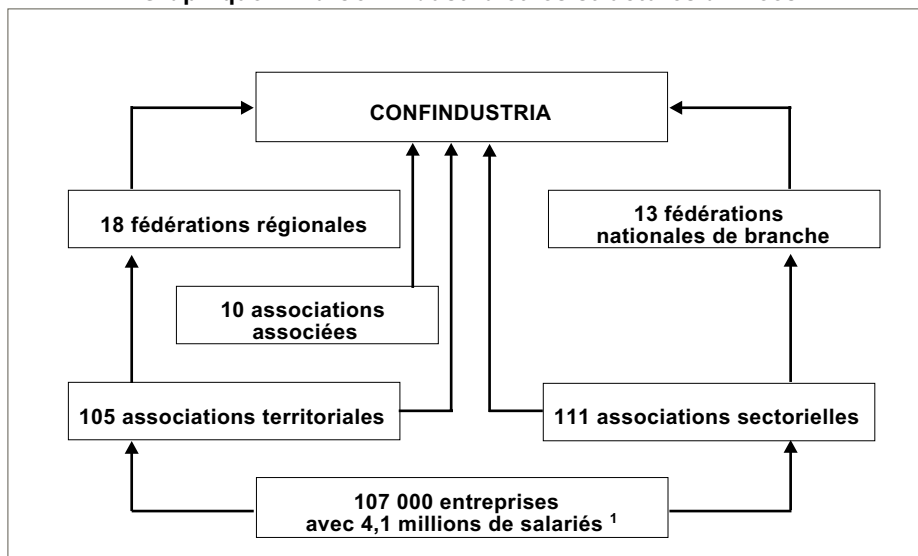 CONFINDUSTRIA
18 fédérations régionales
13 fédérations
nationales de branche
10 associations
associées
105 associations territoriales
111 associations sectorielles
107 000 entreprises
avec 4,1 millions de salariés ¹